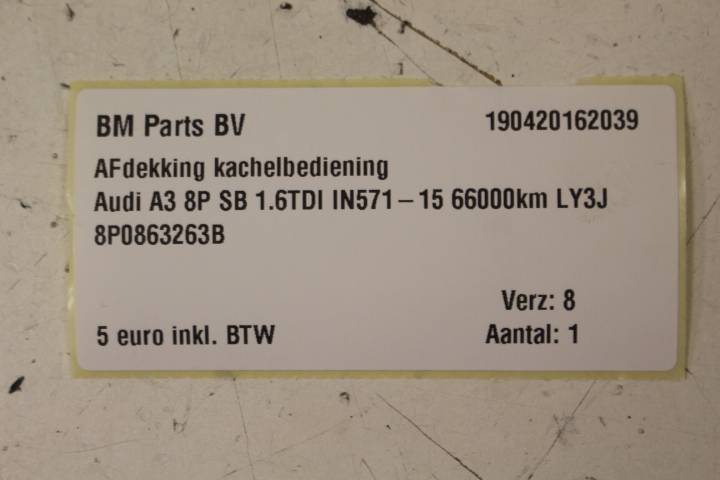 BM Parts BV 190420162039
AFdekking kachelbediening
Audi A3 8P SB 1.6TDI IN571-15 66000km LY3J
8P0863263B
Verz: 8
5 euro inkl. BTW Aantal: 1